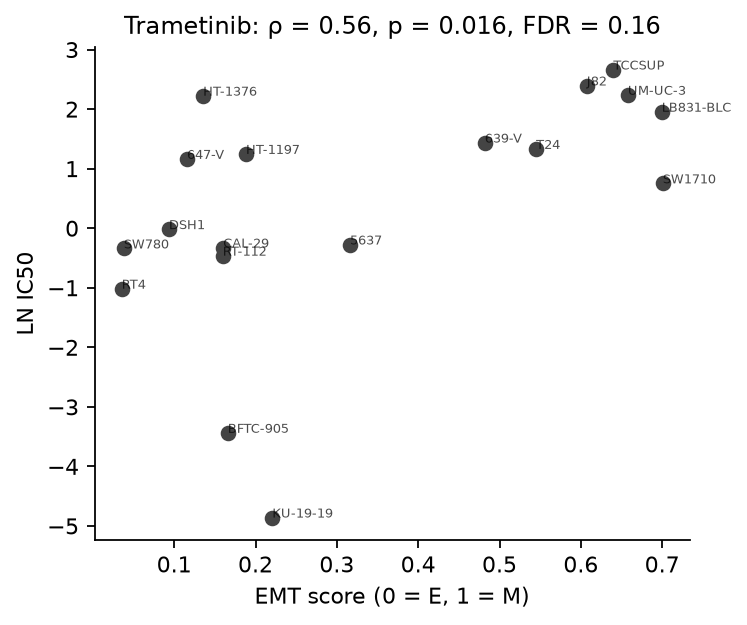 Trametinib: ρ = 0.56, p = 0.016, FDR = 0.16
3
2
1
0
−1
−2
−3
−4
−5
LN IC50
TCCSUP
J82
UM-UC-3
LB831-BLC
HT-1376
639-V
T24
HT-1197
647-V
SW1710
DSH1
SW780
CAL-29
RT-112
5637
RT4
BFTC-905
KU-19-19
0.1 0.2 0.3 0.4 0.5 0.6 0.7
EMT score (0 = E, 1 = M)